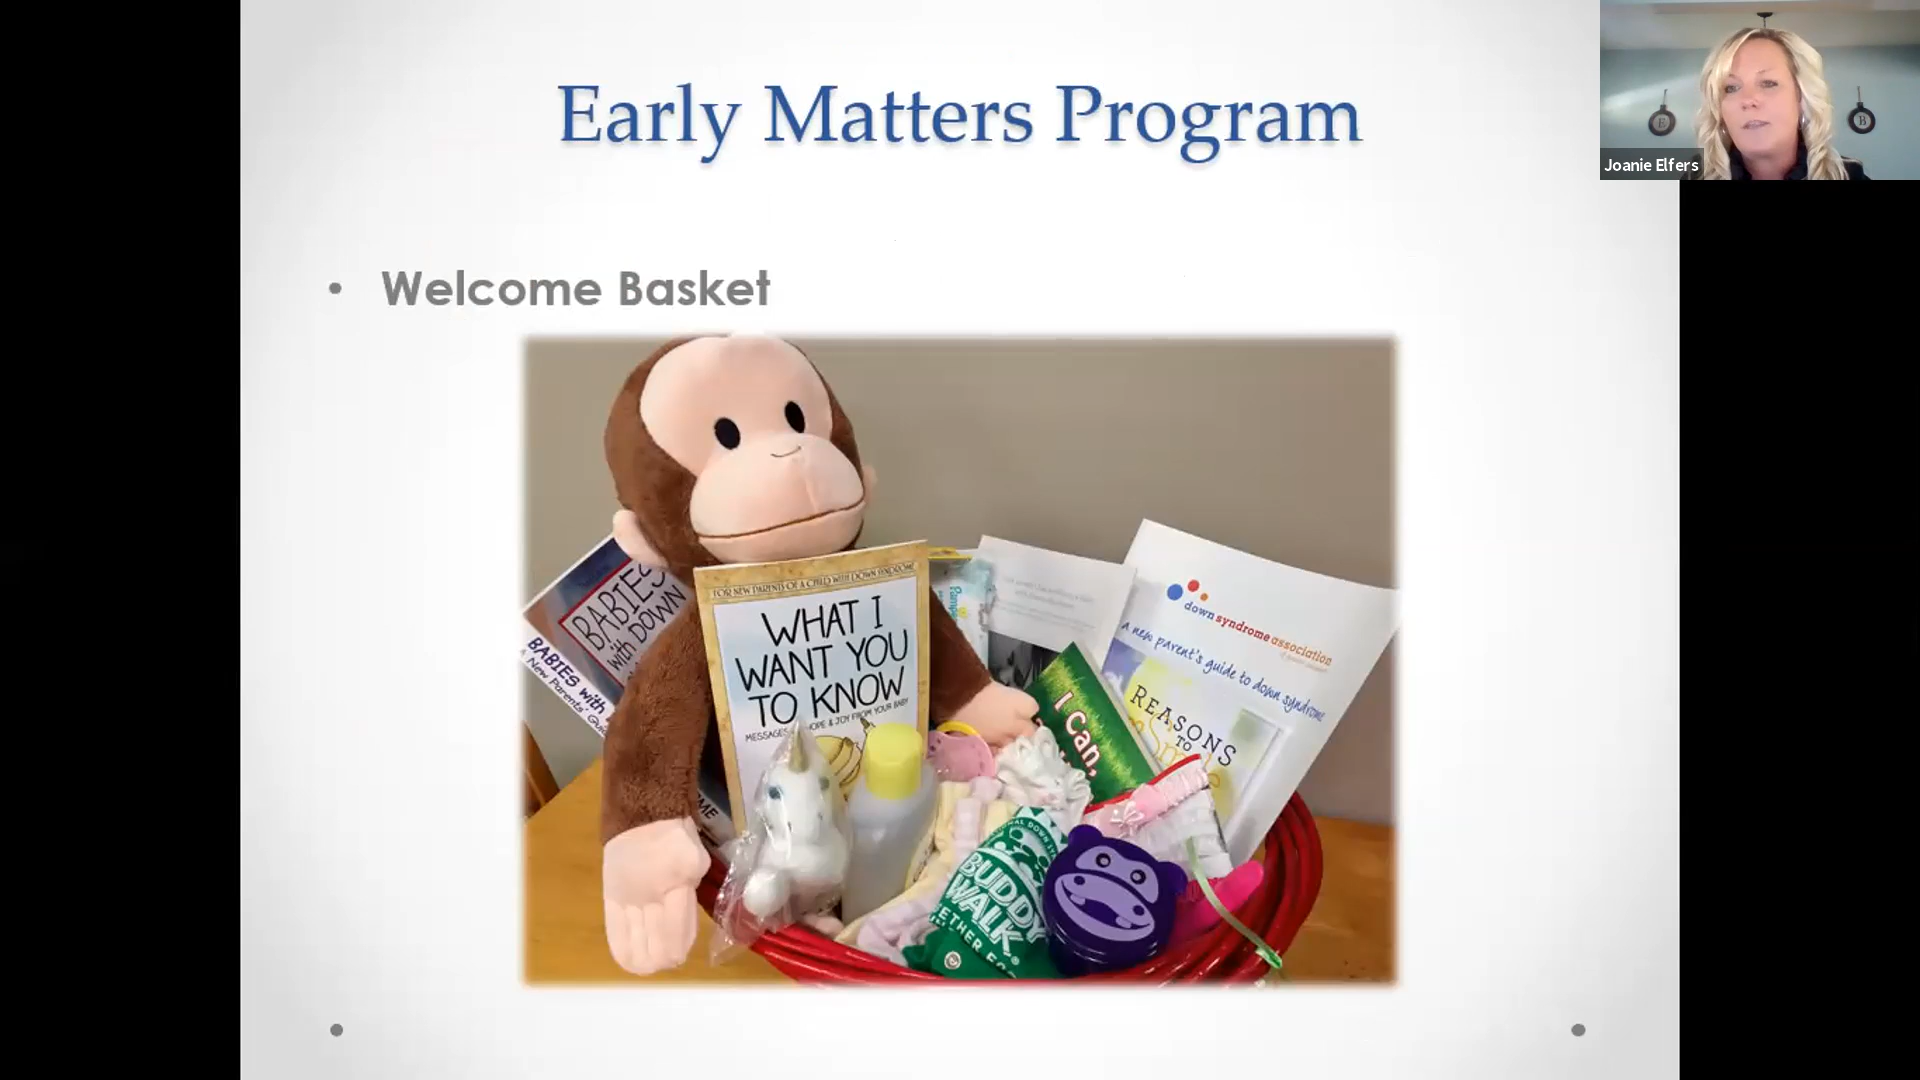 Early Matters Program
Joanie Elfers
• Welcome Basket
BABIES
with DOWN
BABIES with
A New Parents' Guide
FOR NEW PARENTS OF A CHILD WITH DOWN SYNDROME
WHAT I
WANT YOU
TO KNOW
MESSAGES
HOPE & JOY FROM YOUR BABY
Pampers
down syndrome association
a new parent's guide to down syndrome
REASONS
TO
I Can,
BUDDY
WALK®
E
B